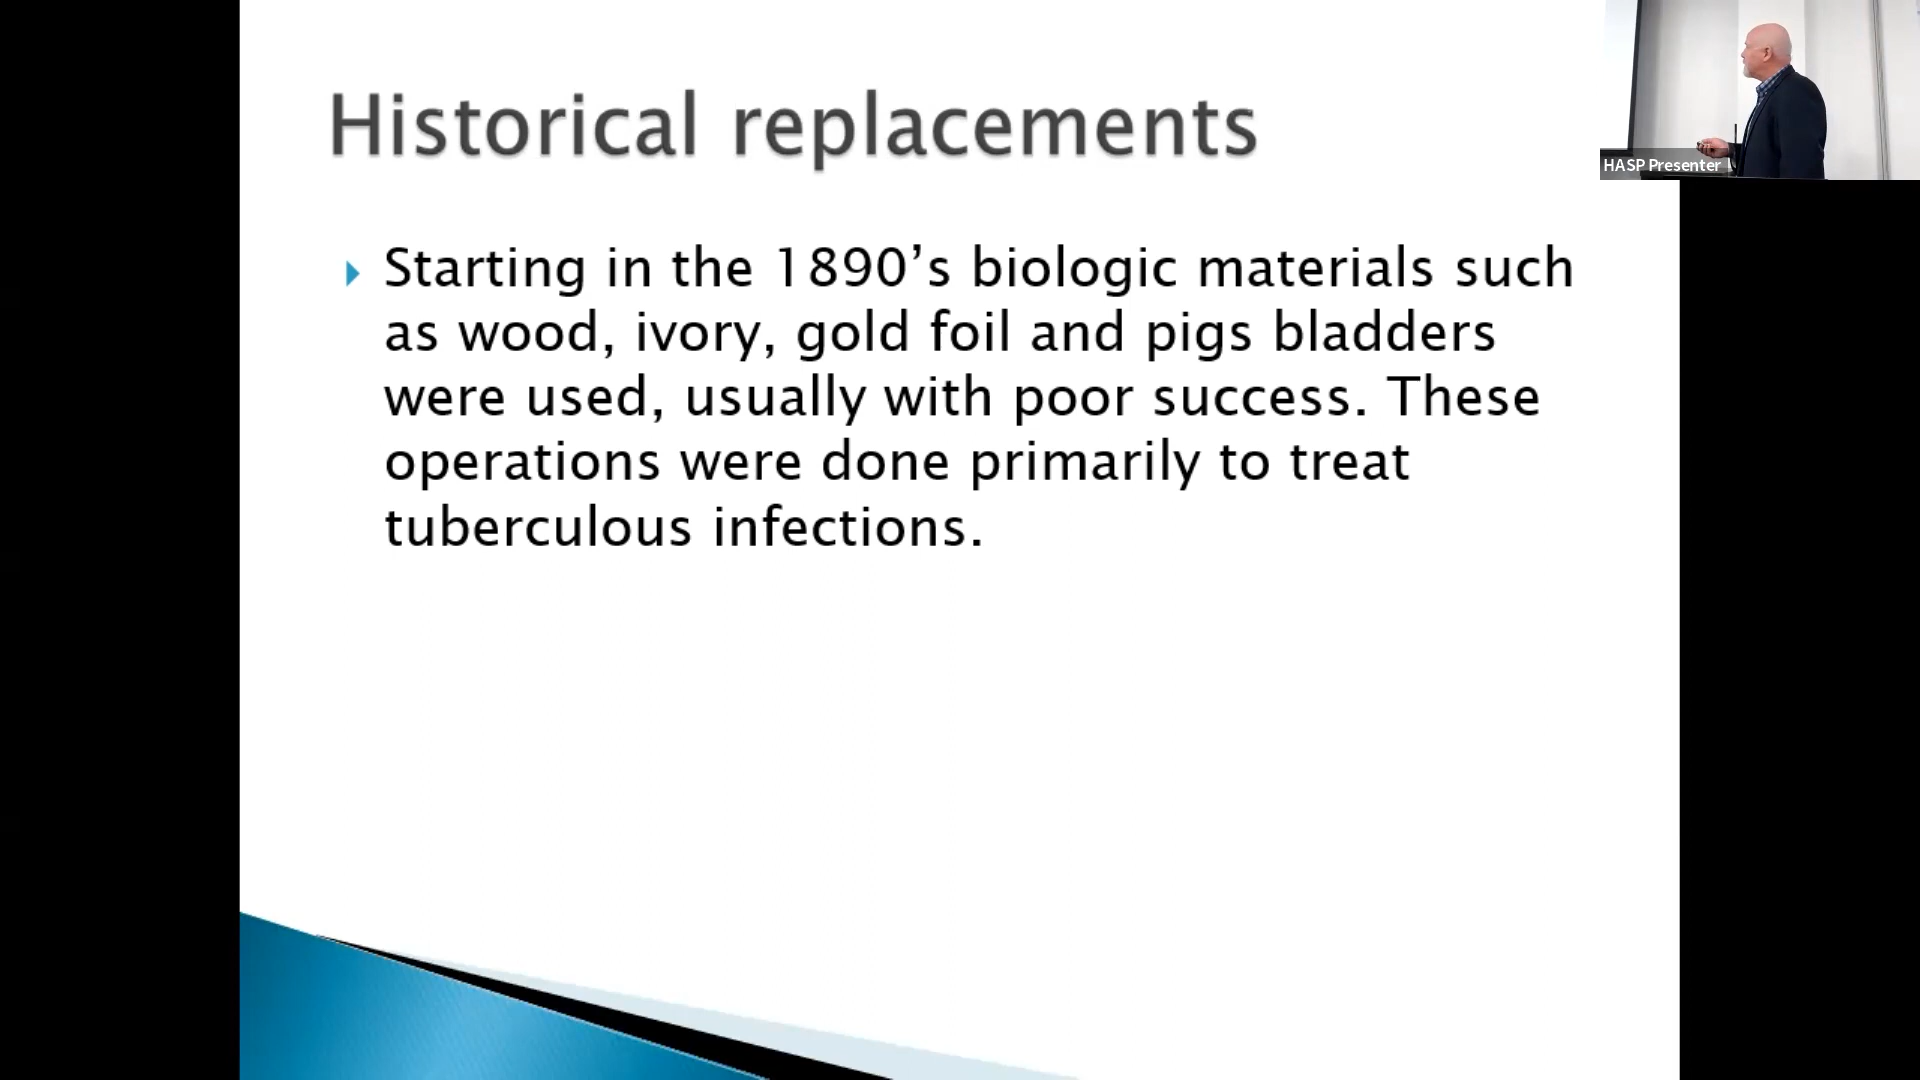 Historical replacements
Starting in the 1890’s biologic materials such
as wood, ivory, gold foil and pigs bladders
were used, usually with poor success. These
operations were done primarily to treat
tuberculous infections.
HASP Presenter